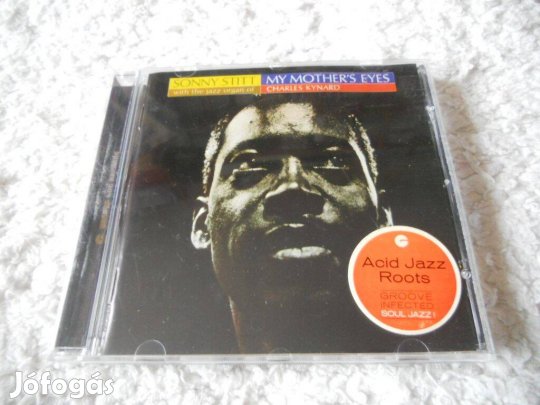 SONNY STITT MY MOTHER'S EYES
with the jazz organ of CHARLES KYNARD
Acid Jazz
Roots
GROOVE
INFECTED
SOUL JAZZ!
Jófogás